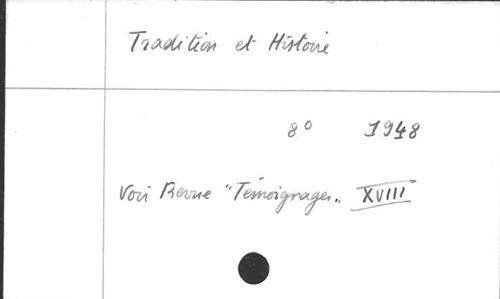 Tradition et Histoire
8° 1948
Voir Revue "Témoignages" XVIII